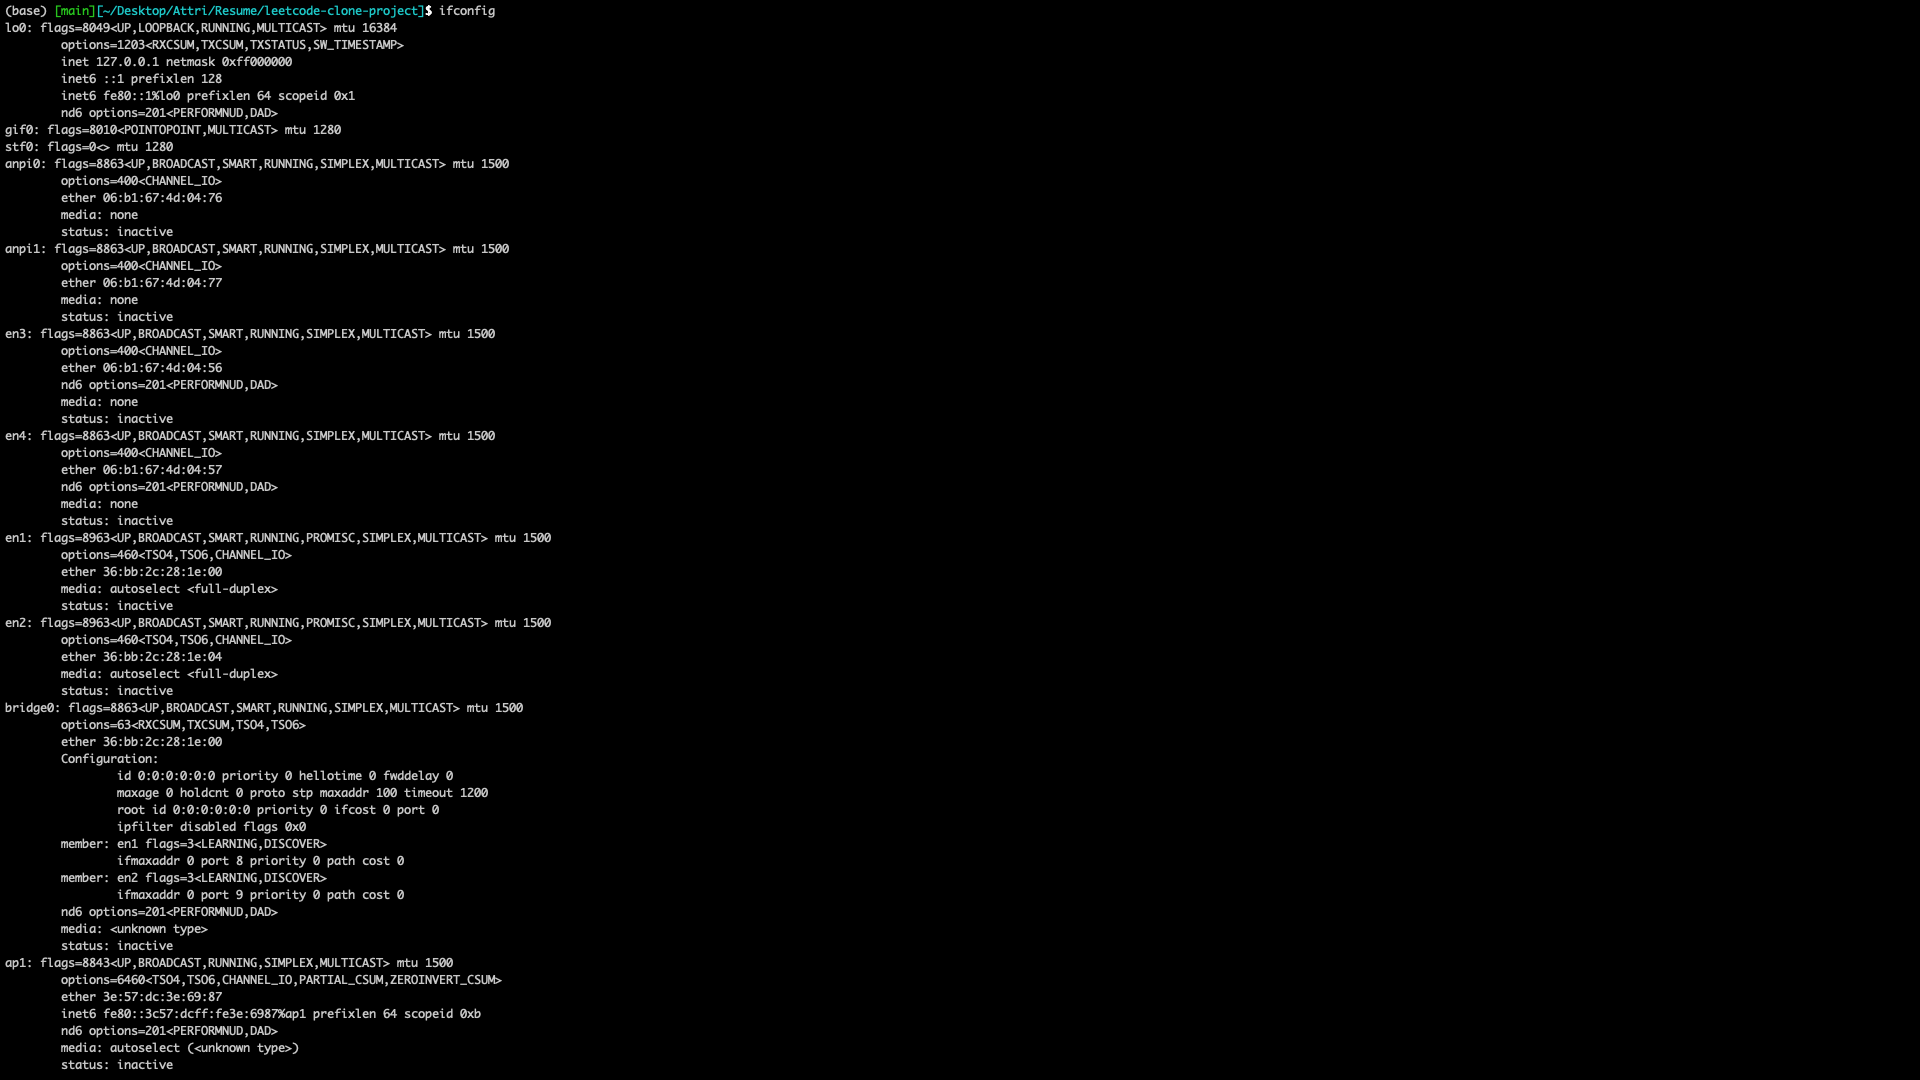 (base) [main][~/Desktop/Attri/Resume/leetcode-clone-project]$ ifconfig
lo0: flags=8049<UP,LOOPBACK,RUNNING,MULTICAST> mtu 16384
	options=1203<RXCSUM,TXCSUM,TXSTATUS,SW_TIMESTAMP>
	inet 127.0.0.1 netmask 0xff000000
	inet6 ::1 prefixlen 128
	inet6 fe80::1%lo0 prefixlen 64 scopeid 0x1
	nd6 options=201<PERFORMNUD,DAD>
gif0: flags=8010<POINTOPOINT,MULTICAST> mtu 1280
stf0: flags=0<> mtu 1280
anpi0: flags=8863<UP,BROADCAST,SMART,RUNNING,SIMPLEX,MULTICAST> mtu 1500
	options=400<CHANNEL_IO>
	ether 06:b1:67:4d:04:76
	media: none
	status: inactive
anpi1: flags=8863<UP,BROADCAST,SMART,RUNNING,SIMPLEX,MULTICAST> mtu 1500
	options=400<CHANNEL_IO>
	ether 06:b1:67:4d:04:77
	media: none
	status: inactive
en3: flags=8863<UP,BROADCAST,SMART,RUNNING,SIMPLEX,MULTICAST> mtu 1500
	options=400<CHANNEL_IO>
	ether 06:b1:67:4d:04:56
	nd6 options=201<PERFORMNUD,DAD>
	media: none
	status: inactive
en4: flags=8863<UP,BROADCAST,SMART,RUNNING,SIMPLEX,MULTICAST> mtu 1500
	options=400<CHANNEL_IO>
	ether 06:b1:67:4d:04:57
	nd6 options=201<PERFORMNUD,DAD>
	media: none
	status: inactive
en1: flags=8963<UP,BROADCAST,SMART,RUNNING,PROMISC,SIMPLEX,MULTICAST> mtu 1500
	options=460<TSO4,TSO6,CHANNEL_IO>
	ether 36:bb:2c:28:1e:00
	media: autoselect <full-duplex>
	status: inactive
en2: flags=8963<UP,BROADCAST,SMART,RUNNING,PROMISC,SIMPLEX,MULTICAST> mtu 1500
	options=460<TSO4,TSO6,CHANNEL_IO>
	ether 36:bb:2c:28:1e:04
	media: autoselect <full-duplex>
	status: inactive
bridge0: flags=8863<UP,BROADCAST,SMART,RUNNING,SIMPLEX,MULTICAST> mtu 1500
	options=63<RXCSUM,TXCSUM,TSO4,TSO6>
	ether 36:bb:2c:28:1e:00
	Configuration:
		id 0:0:0:0:0:0 priority 0 hellotime 0 fwddelay 0
		maxage 0 holdcnt 0 proto stp maxaddr 100 timeout 1200
		root id 0:0:0:0:0:0 priority 0 ifcost 0 port 0
		ipfilter disabled flags 0x0
	member: en1 flags=3<LEARNING,DISCOVER>
		ifmaxaddr 0 port 8 priority 0 path cost 0
	member: en2 flags=3<LEARNING,DISCOVER>
		ifmaxaddr 0 port 9 priority 0 path cost 0
	nd6 options=201<PERFORMNUD,DAD>
	media: <unknown type>
	status: inactive
ap1: flags=8843<UP,BROADCAST,RUNNING,SIMPLEX,MULTICAST> mtu 1500
	options=6460<TSO4,TSO6,CHANNEL_IO,PARTIAL_CSUM,ZEROINVERT_CSUM>
	ether 3e:57:dc:3e:69:87
	inet6 fe80::3c57:dcff:fe3e:6987%ap1 prefixlen 64 scopeid 0xb
	nd6 options=201<PERFORMNUD,DAD>
	media: autoselect (<unknown type>)
	status: inactive